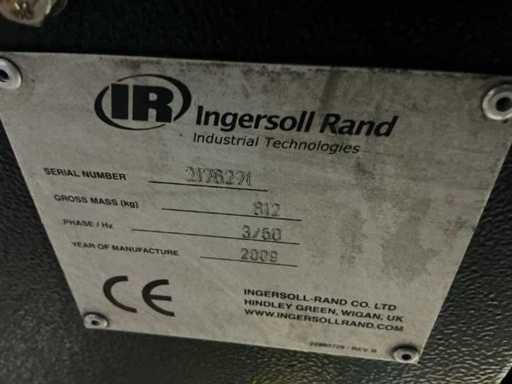 IR Ingersoll Rand
Industrial Technologies
SERIAL NUMBER 2176271
GROSS MASS (kg) 812
PHASE / Hz 3/50
YEAR OF MANUFACTURE 2009
CE
INGERSOLL-RAND CO. LTD
HINDLEY GREEN, WIGAN, UK
WWW.INGERSOLLRAND.COM